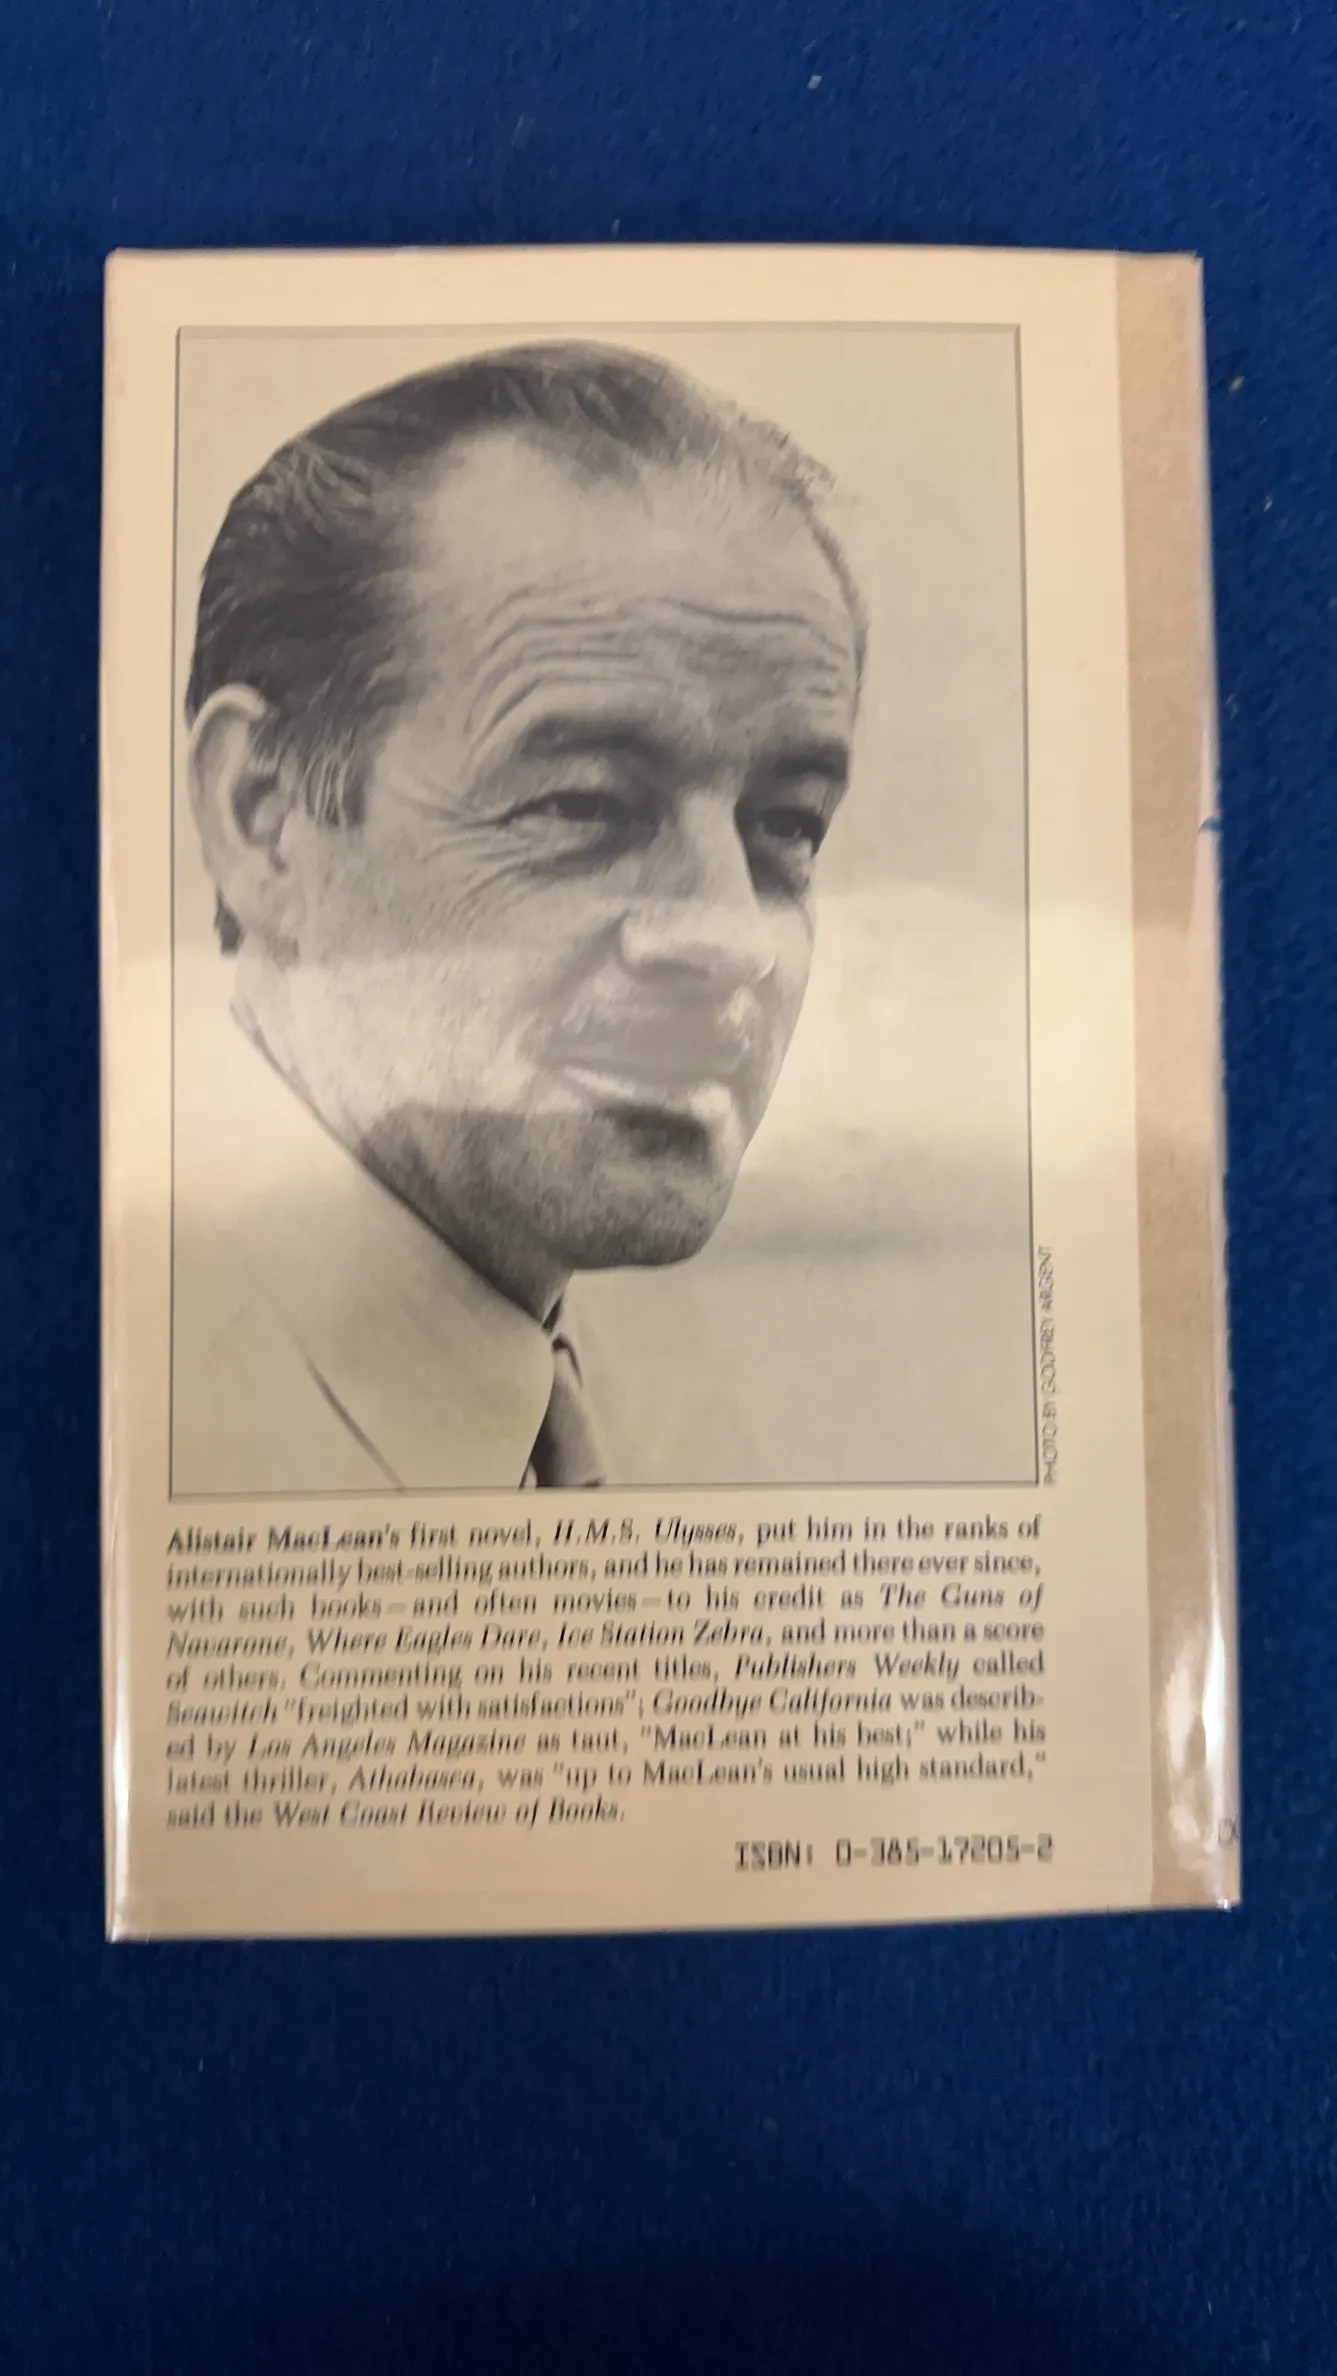 PHOTO BY GODFREY ARGENT
Alistair MacLean's first novel, H.M.S. Ulysses, put him in the ranks of
internationally best-selling authors, and he has remained there ever since,
with such books—and often movies—to his credit as The Guns of
Navarone, Where Eagles Dare, Ice Station Zebra, and more than a score
of others. Commenting on his recent titles, Publishers Weekly called
Seawitch "freighted with satisfactions"; Goodbye California was describ-
ed by Los Angeles Magazine as taut, "MacLean at his best;" while his
latest thriller, Athabasca, was "up to MacLean's usual high standard,"
said the West Coast Review of Books.
ISBN: 0-385-17205-2